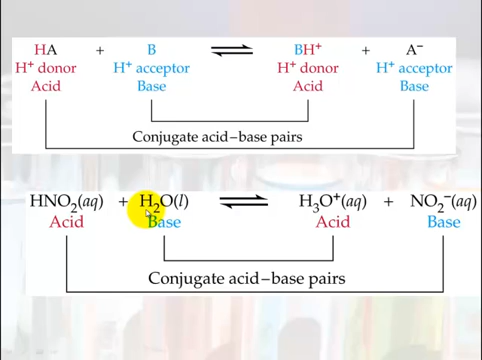 HA + B ⇌ BH⁺ + A⁻
H⁺ donor H⁺ acceptor H⁺ donor H⁺ acceptor
Acid Base Acid Base
Conjugate acid–base pairs
HNO₂(aq) + H₂O(l) ⇌ H₃O⁺(aq) + NO₂⁻(aq)
Acid Base Acid Base
Conjugate acid–base pairs